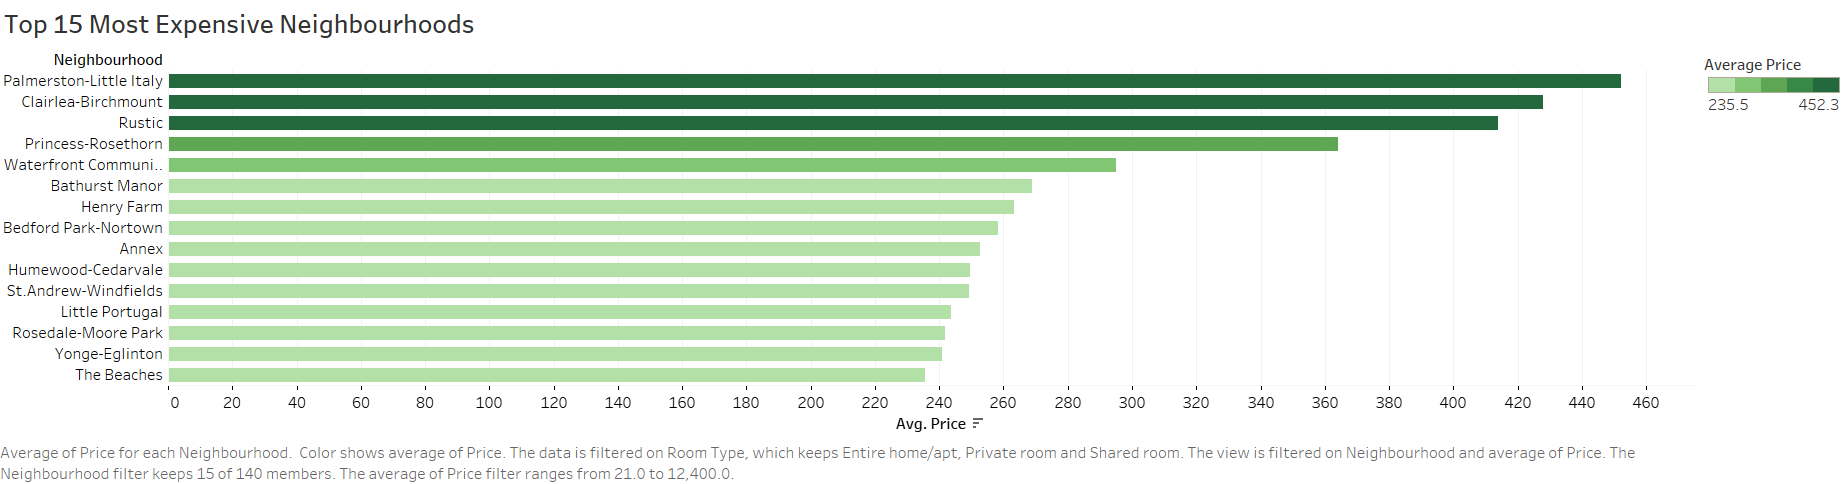 Top 15 Most Expensive Neighbourhoods
Neighbourhood
Palmerston-Little Italy
Clairlea-Birchmount
Rustic
Princess-Rosethorn
Waterfront Communi..
Bathurst Manor
Henry Farm
Bedford Park-Nortown
Annex
Humewood-Cedarvale
St.Andrew-Windfields
Little Portugal
Rosedale-Moore Park
Yonge-Eglinton
The Beaches
0 20 40 60 80 100 120 140 160 180 200 220 240 260 280 300 320 340 360 380 400 420 440 460
Avg. Price
Average Price
235.5 452.3
Average of Price for each Neighbourhood. Color shows average of Price. The data is filtered on Room Type, which keeps Entire home/apt, Private room and Shared room. The view is filtered on Neighbourhood and average of Price. The
Neighbourhood filter keeps 15 of 140 members. The average of Price filter ranges from 21.0 to 12,400.0.